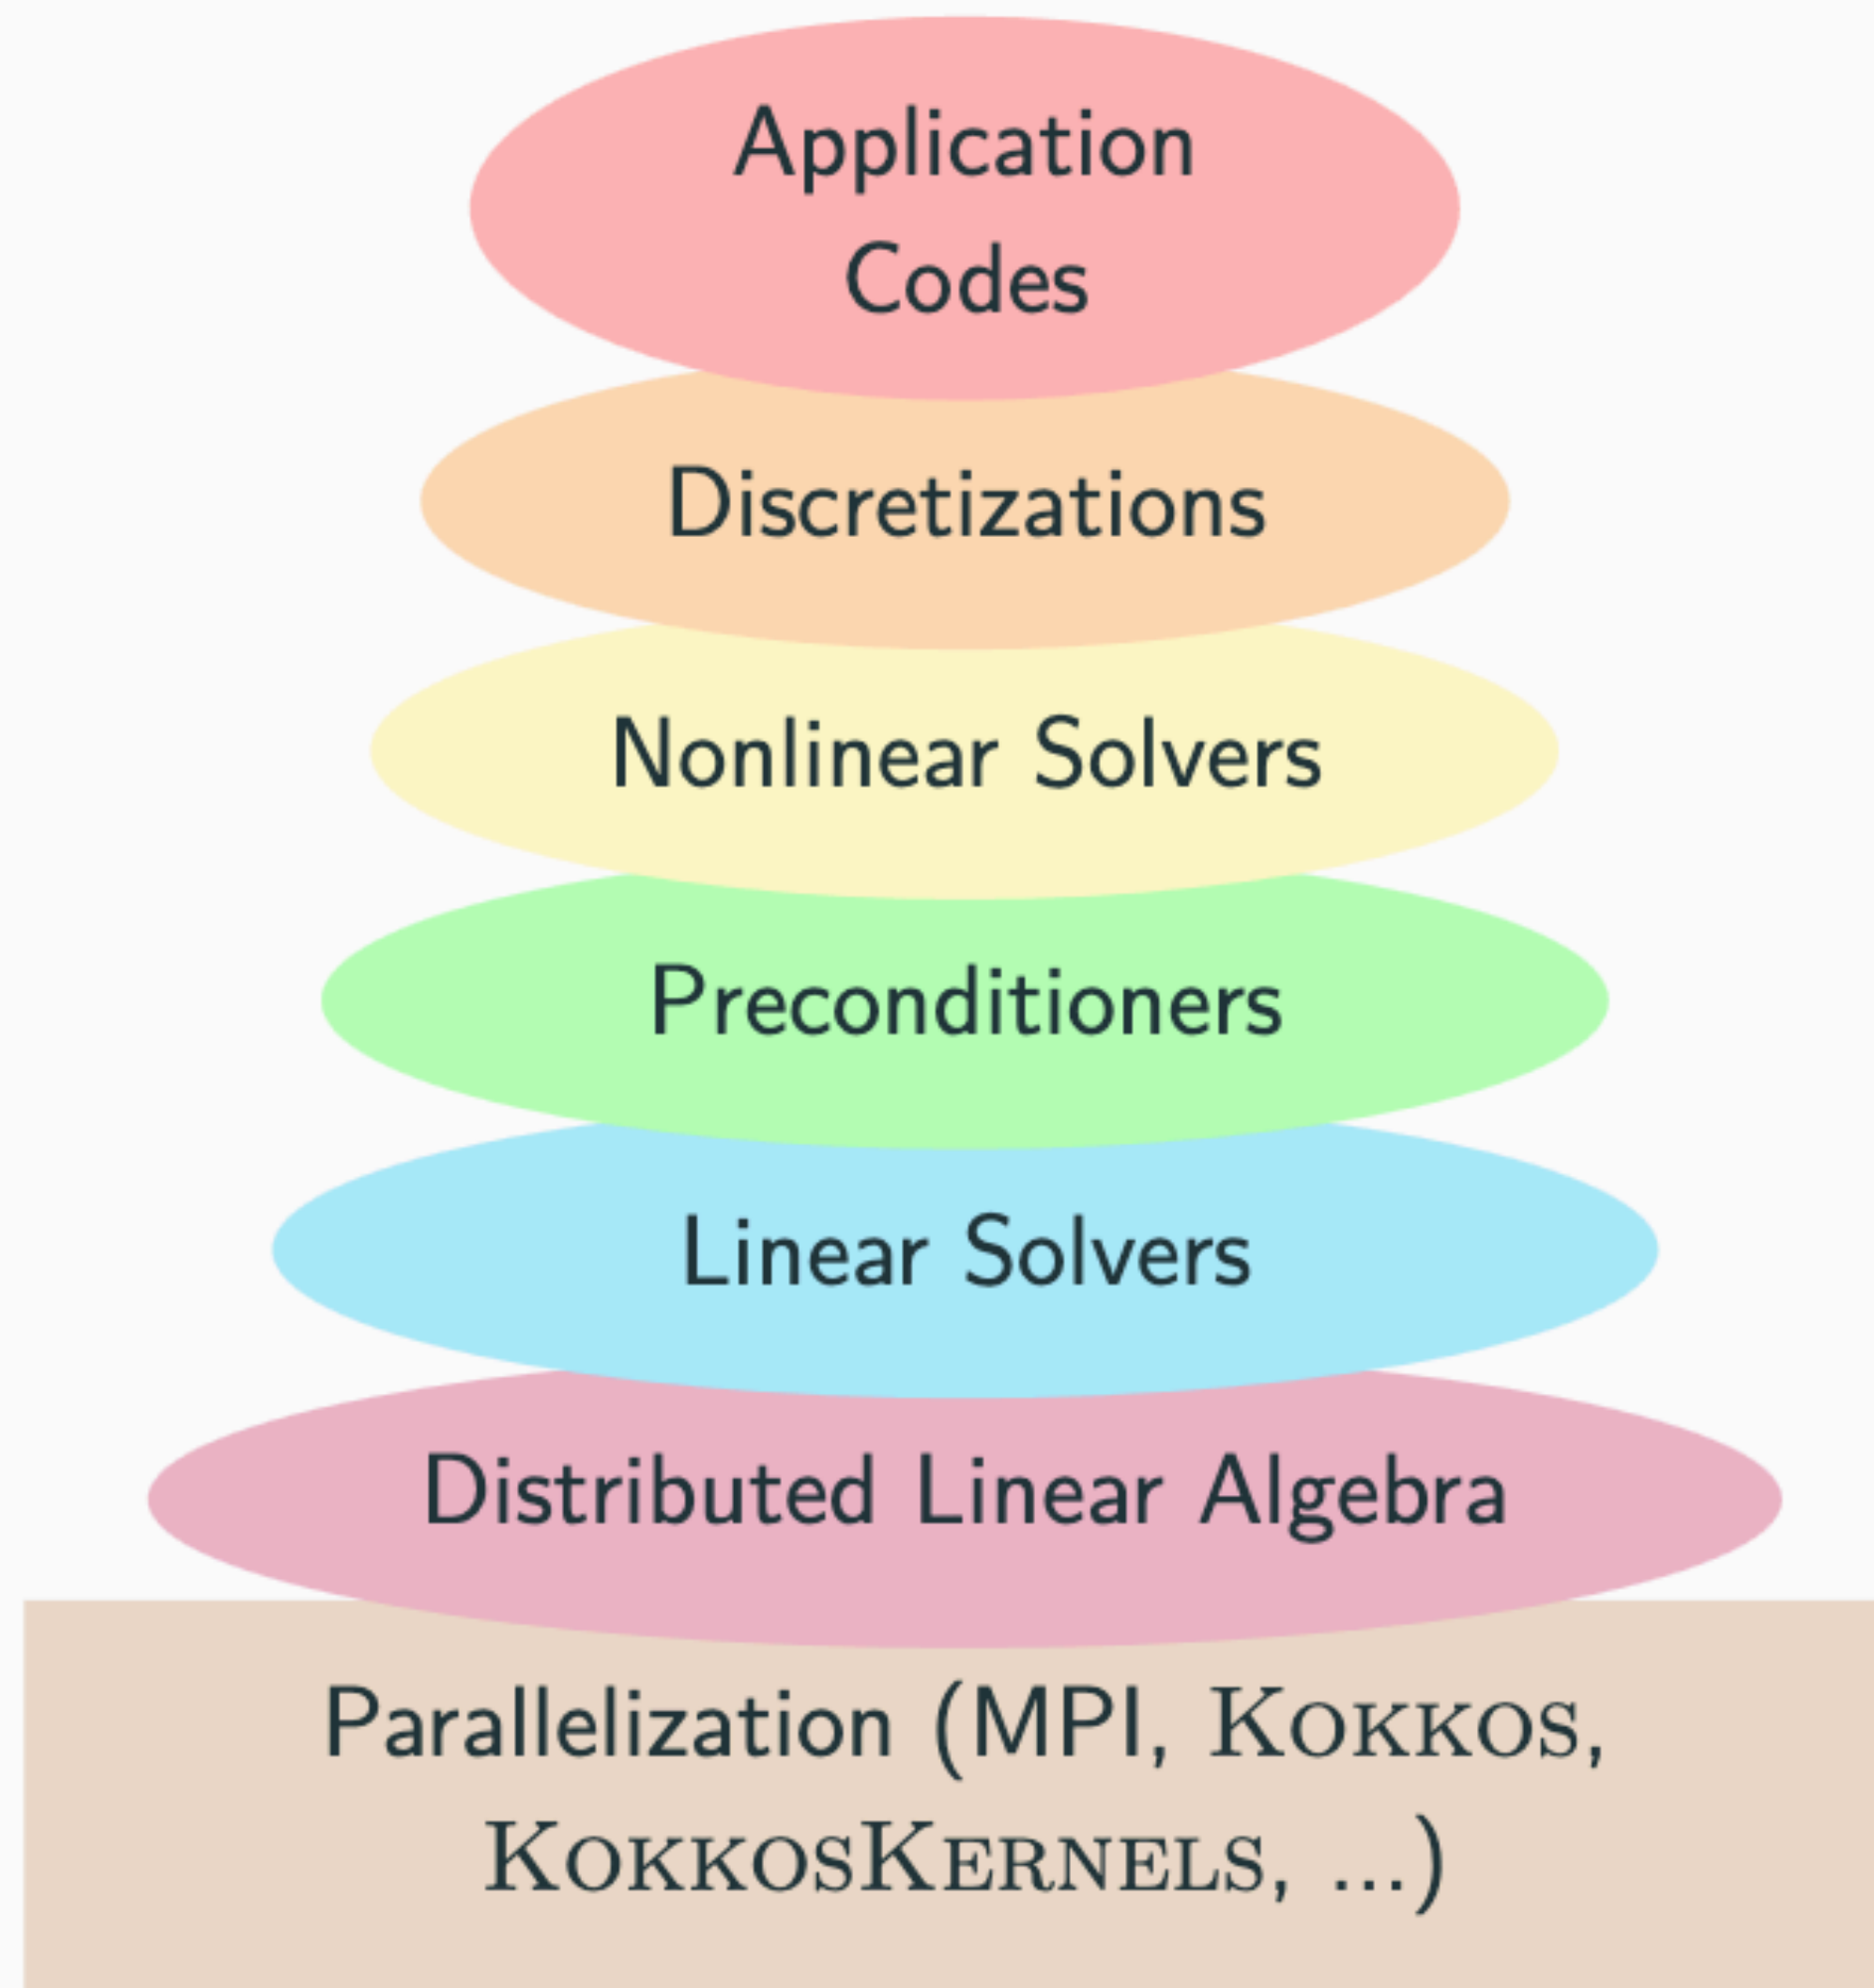 Application
Codes
Discretizations
Nonlinear Solvers
Preconditioners
Linear Solvers
Distributed Linear Algebra
Parallelization (MPI, KOKKOS,
KOKKOSKERNELS, ...)